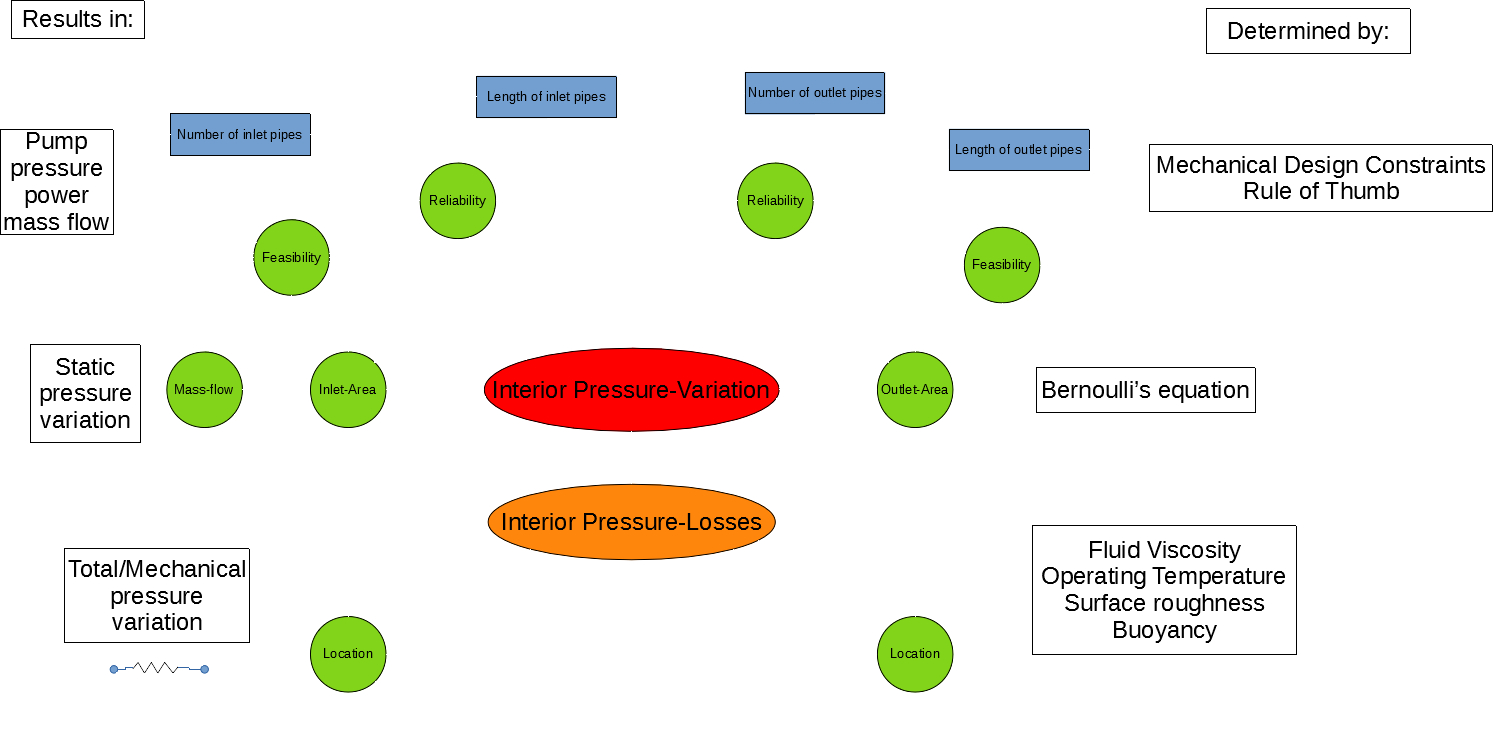 Results in:
Determined by:
Number of inlet pipes
Length of inlet pipes
Number of outlet pipes
Length of outlet pipes
Pump
pressure
power
mass flow
Mechanical Design Constraints
Rule of Thumb
Feasibility
Reliability
Reliability
Feasibility
Static
pressure
variation
Mass-flow
Inlet-Area
Interior Pressure-Variation
Outlet-Area
Bernoulli’s equation
Interior Pressure-Losses
Total/Mechanical
pressure
variation
Location
Location
Fluid Viscosity
Operating Temperature
Surface roughness
Buoyancy